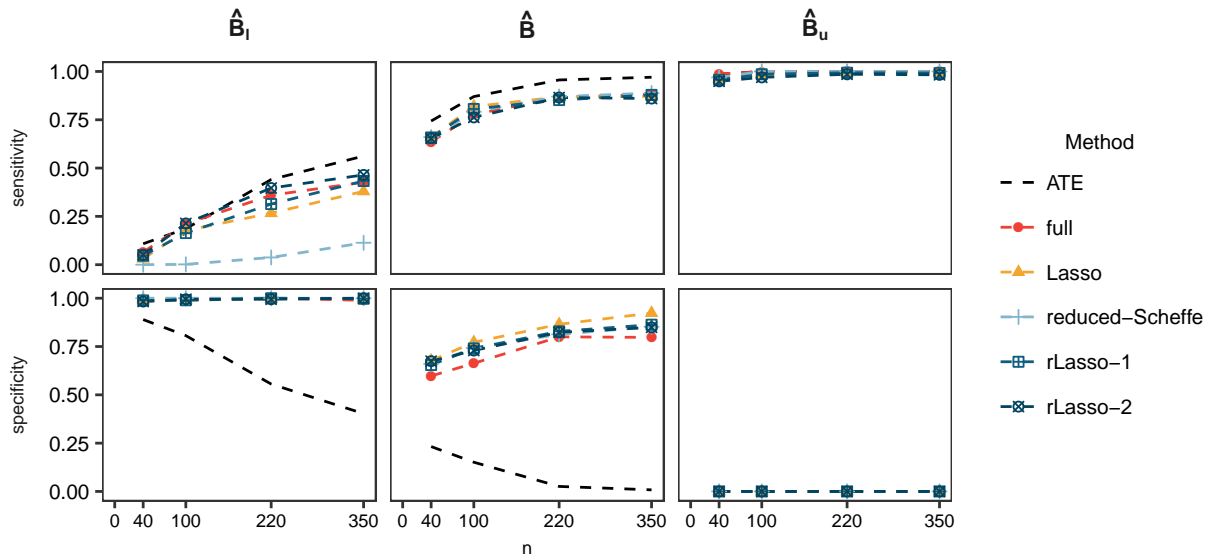 B̂ₗ B̂ B̂ᵤ
sensitivity
1.00
0.75
0.50
0.25
0.00
specificity
1.00
0.75
0.50
0.25
0.00
0 40 100 220 350 0 40 100 220 350 0 40 100 220 350
n
Method
ATE
full
Lasso
reduced−Scheffe
rLasso−1
rLasso−2